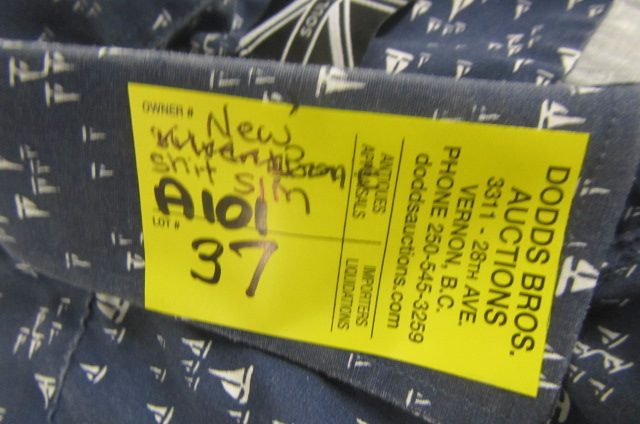 OWNER #
New
shirt sm
A101
LOT #
37
ANTIQUES
APPRAISALS
IMPORTERS
LIQUIDATIONS
DODDS BROS.
AUCTIONS
3311 - 28TH AVE.
VERNON, B.C.
PHONE 250-545-3259
doddsauctions.com